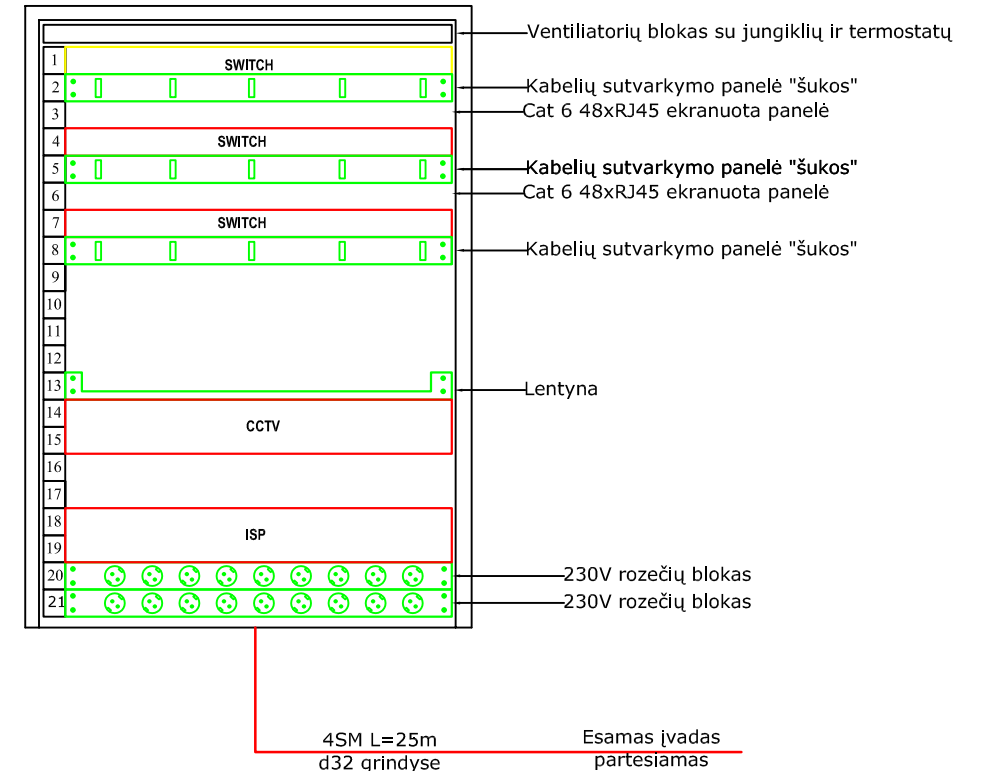 Ventiliatorių blokas su jungiklių ir termostatų
1
SWITCH
2
Kabelių sutvarkymo panelė "šukos"
3
Cat 6 48xRJ45 ekranuota panelė
4
SWITCH
5
Kabelių sutvarkymo panelė "šukos"
6
Cat 6 48xRJ45 ekranuota panelė
7
SWITCH
8
Kabelių sutvarkymo panelė "šukos"
9
10
11
12
13
Lentyna
14
CCTV
15
16
17
18
ISP
19
20
230V rozečių blokas
21
230V rozečių blokas
4SM L=25m
d32 grindyse
Esamas įvadas
partesiamas